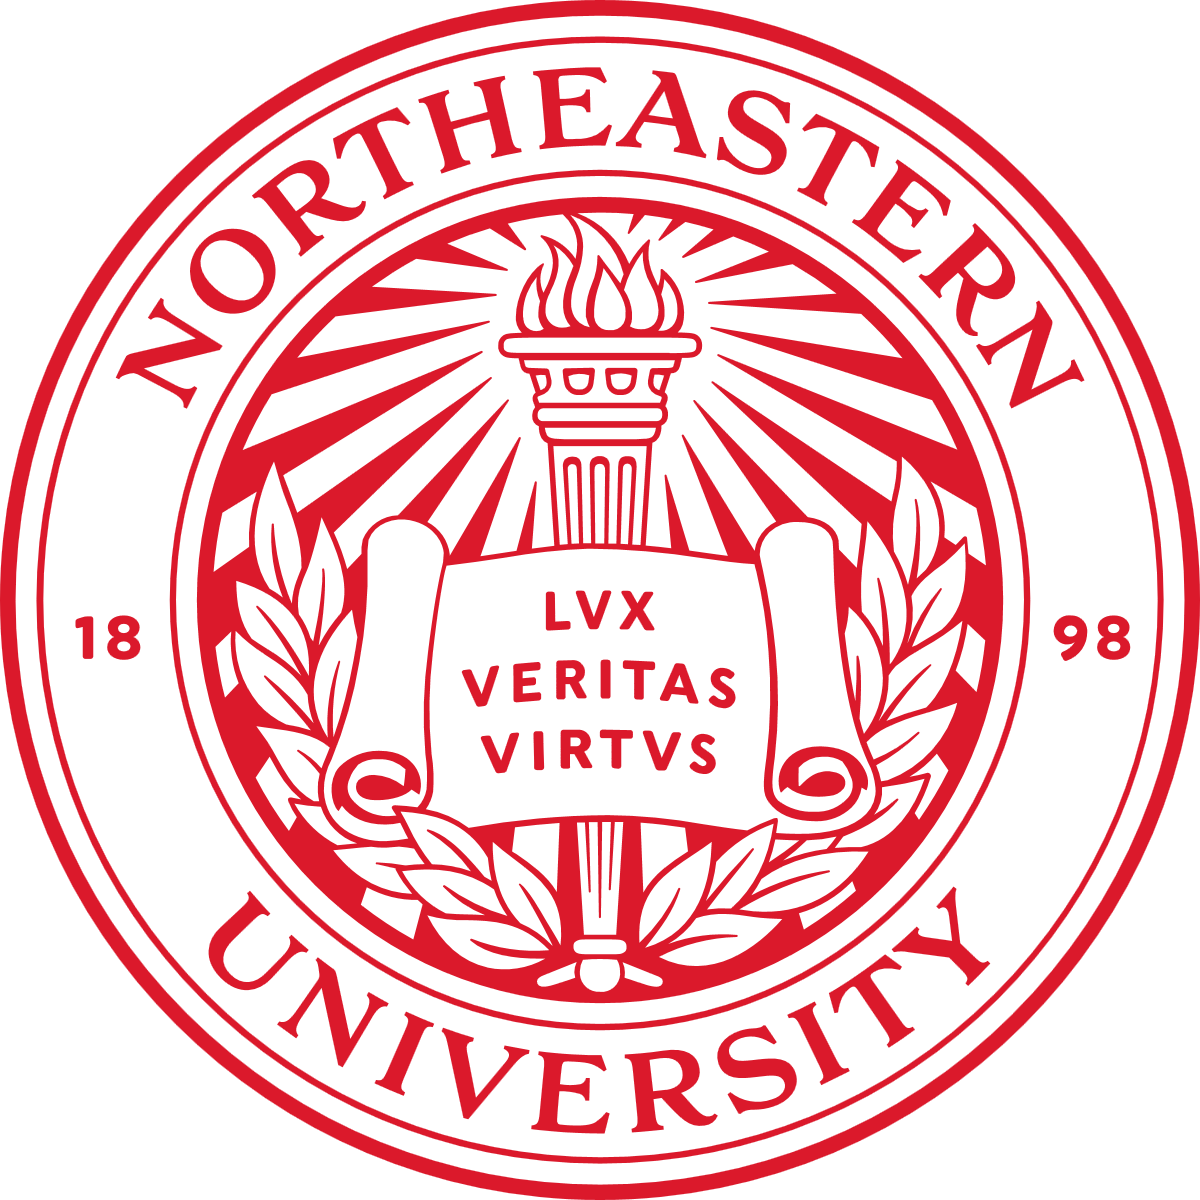 NORTHEASTERN
18 98
LVX
VERITAS
VIRTVS
UNIVERSITY